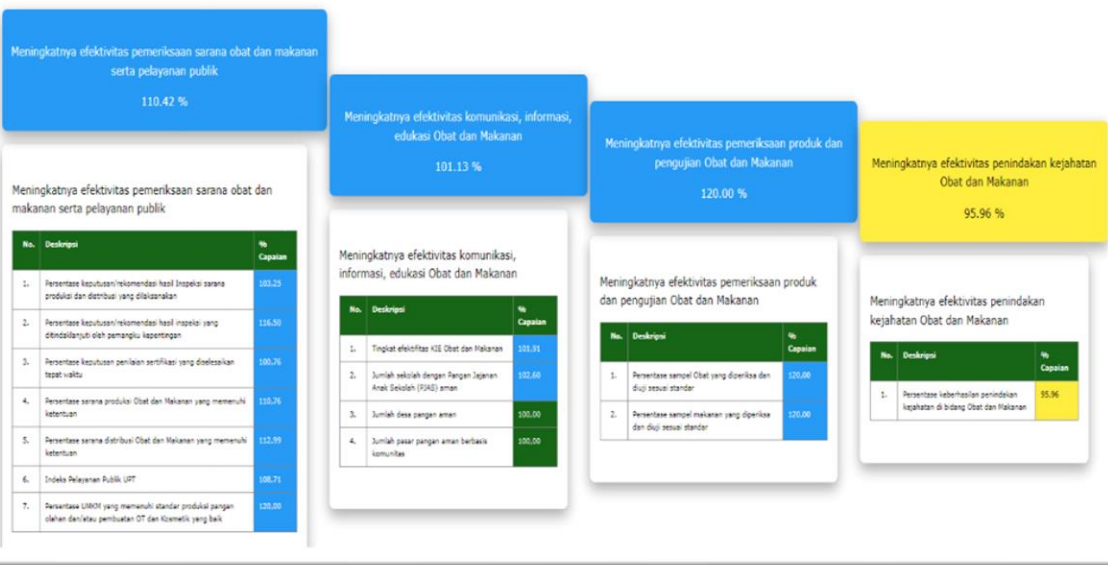 Meningkatnya efektivitas pemeriksaan sarana obat dan makanan
serta pelayanan publik
110.42 %
Meningkatnya efektivitas pemeriksaan sarana obat dan
makanan serta pelayanan publik
No. Deskripsi %
Capaian
1. Persentase keputusan/rekomendasi hasil Inspeksi sarana 103.25
produksi dan distribusi yang dilaksanakan
2. Persentase keputusan/rekomendasi hasil inspeksi yang 116.50
ditindaklanjuti oleh pemangku kepentingan
3. Persentase keputusan penilaian sertifikasi yang diselesaikan 100.76
tepat waktu
4. Persentase sarana produksi Obat dan Makanan yang memenuhi 110.76
ketentuan
5. Persentase sarana distribusi Obat dan Makanan yang memenuhi 112.99
ketentuan
6. Indeks Pelayanan Publik UPT 108.71
7. Persentase UMKM yang memenuhi standar produksi pangan 120,00
olahan dan/atau pembuatan OT dan Kosmetik yang baik
Meningkatnya efektivitas komunikasi, informasi,
edukasi Obat dan Makanan
101.13 %
Meningkatnya efektivitas komunikasi,
informasi, edukasi Obat dan Makanan
No. Deskripsi %
Capaian
1. Tingkat efektifitas KIE Obat dan Makanan 101.91
2. Jumlah sekolah dengan Pangan Jajanan 102,60
Anak Sekolah (PJAS) aman
3. Jumlah desa pangan aman 100,00
4. Jumlah pasar pangan aman berbasis 100,00
komunitas
Meningkatnya efektivitas pemeriksaan produk dan
pengujian Obat dan Makanan
120.00 %
Meningkatnya efektivitas pemeriksaan produk
dan pengujian Obat dan Makanan
No. Deskripsi %
Capaian
1. Persentase sampel Obat yang diperiksa dan 120,00
diuji sesuai standar
2. Persentase sampel makanan yang diperiksa 120,00
dan diuji sesuai standar
Meningkatnya efektivitas penindakan kejahatan
Obat dan Makanan
95.96 %
Meningkatnya efektivitas penindakan
kejahatan Obat dan Makanan
No. Deskripsi %
Capaian
1. Persentase keberhasilan penindakan 95.96
kejahatan di bidang Obat dan Makanan